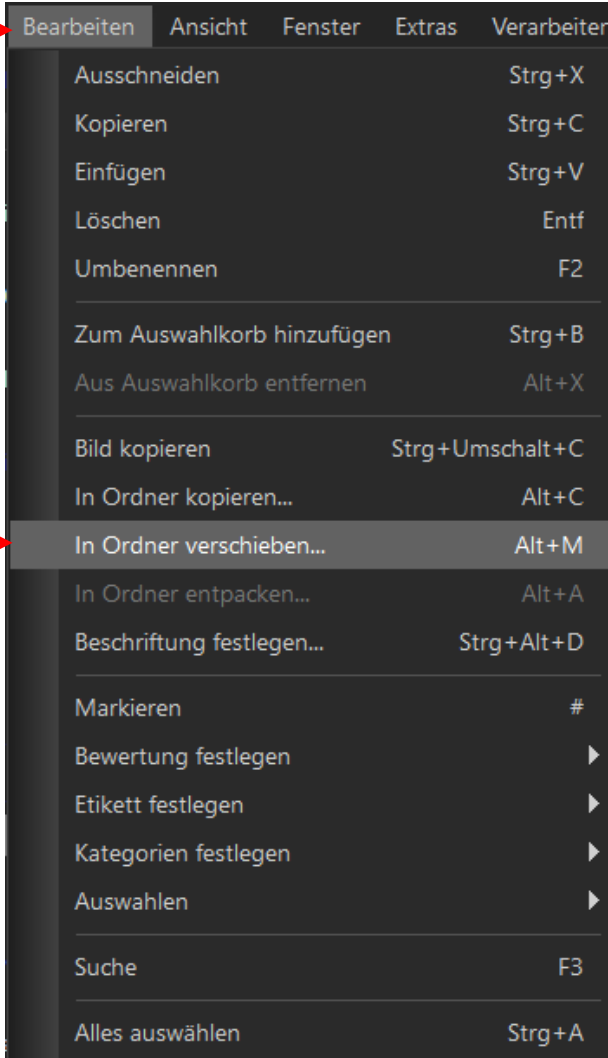 Bearbeiten Ansicht Fenster Extras Verarbeiten
Ausschneiden Strg+X
Kopieren Strg+C
Einfügen Strg+V
Löschen Entf
Umbenennen F2
Zum Auswahlkorb hinzufügen Strg+B
Aus Auswahlkorb entfernen Alt+X
Bild kopieren Strg+Umschalt+C
In Ordner kopieren... Alt+C
In Ordner verschieben... Alt+M
In Ordner entpacken... Alt+A
Beschriftung festlegen... Strg+Alt+D
Markieren #
Bewertung festlegen
Etikett festlegen
Kategorien festlegen
Auswahlen
Suche F3
Alles auswählen Strg+A